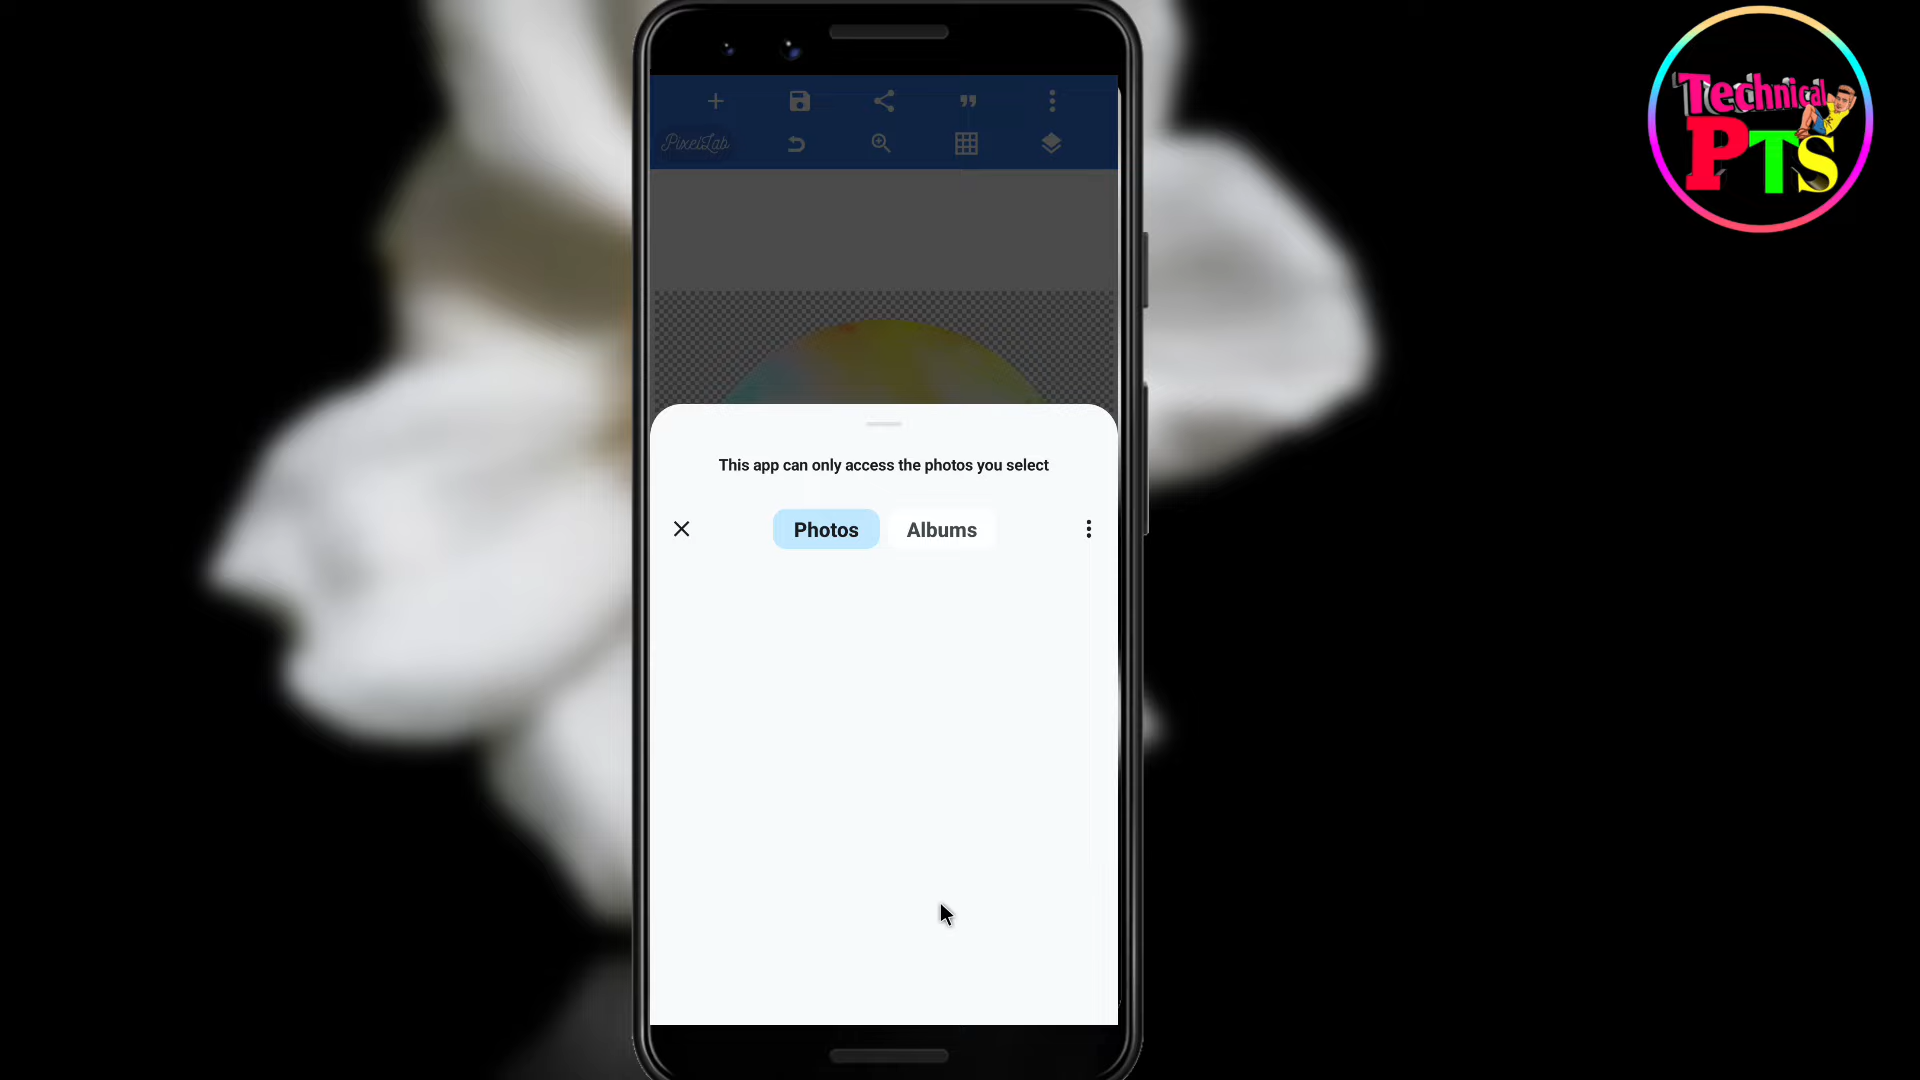 PixelLab
This app can only access the photos you select
Photos
Albums
Technical
PTS